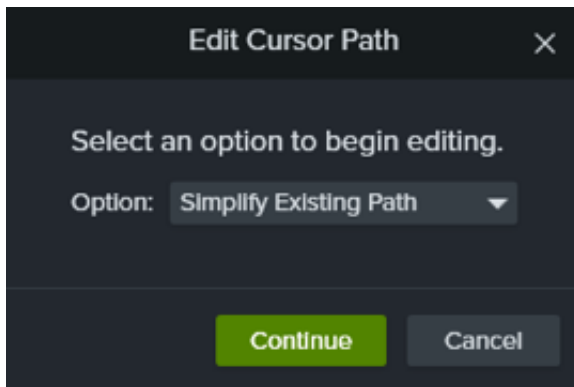 Edit Cursor Path
Select an option to begin editing.
Option: Simplify Existing Path
Continue Cancel